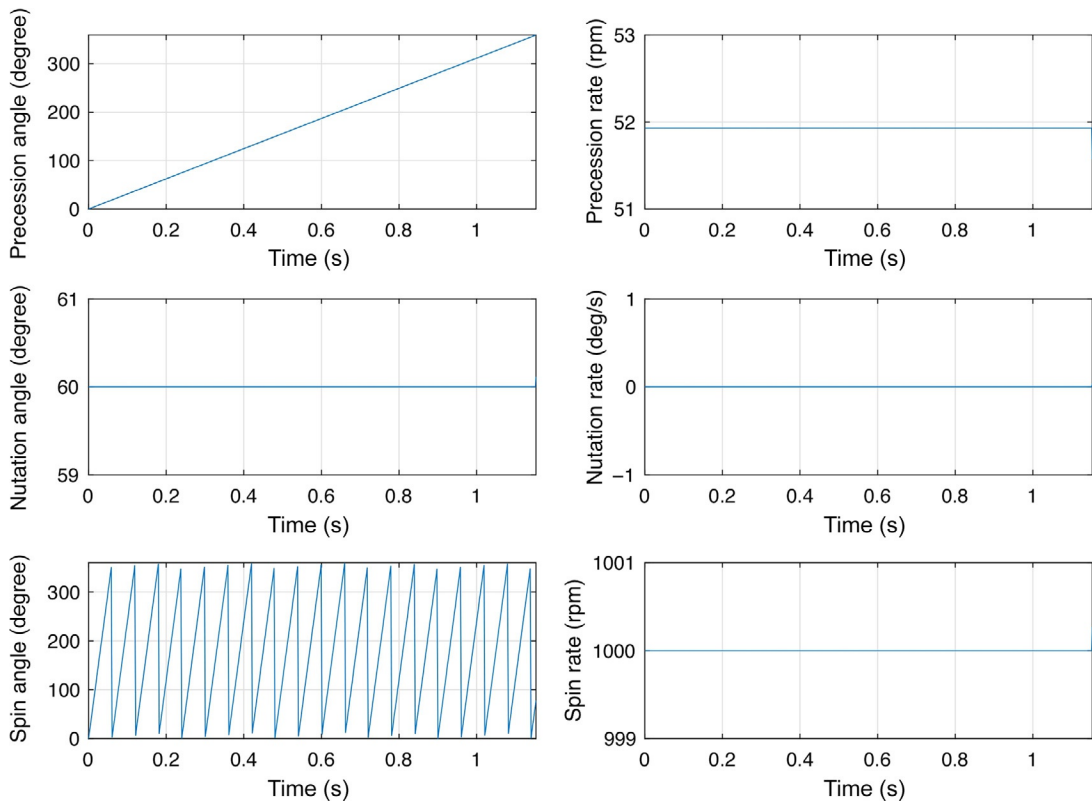 Precession angle (degree)
300
200
100
0
0 0.2 0.4 0.6 0.8 1
Time (s)
Precession rate (rpm)
53
52
51
0 0.2 0.4 0.6 0.8 1
Time (s)
Nutation angle (degree)
61
60
59
0 0.2 0.4 0.6 0.8 1
Time (s)
Nutation rate (deg/s)
1
0
−1
0 0.2 0.4 0.6 0.8 1
Time (s)
Spin angle (degree)
300
200
100
0
0 0.2 0.4 0.6 0.8 1
Time (s)
Spin rate (rpm)
1001
1000
999
0 0.2 0.4 0.6 0.8 1
Time (s)